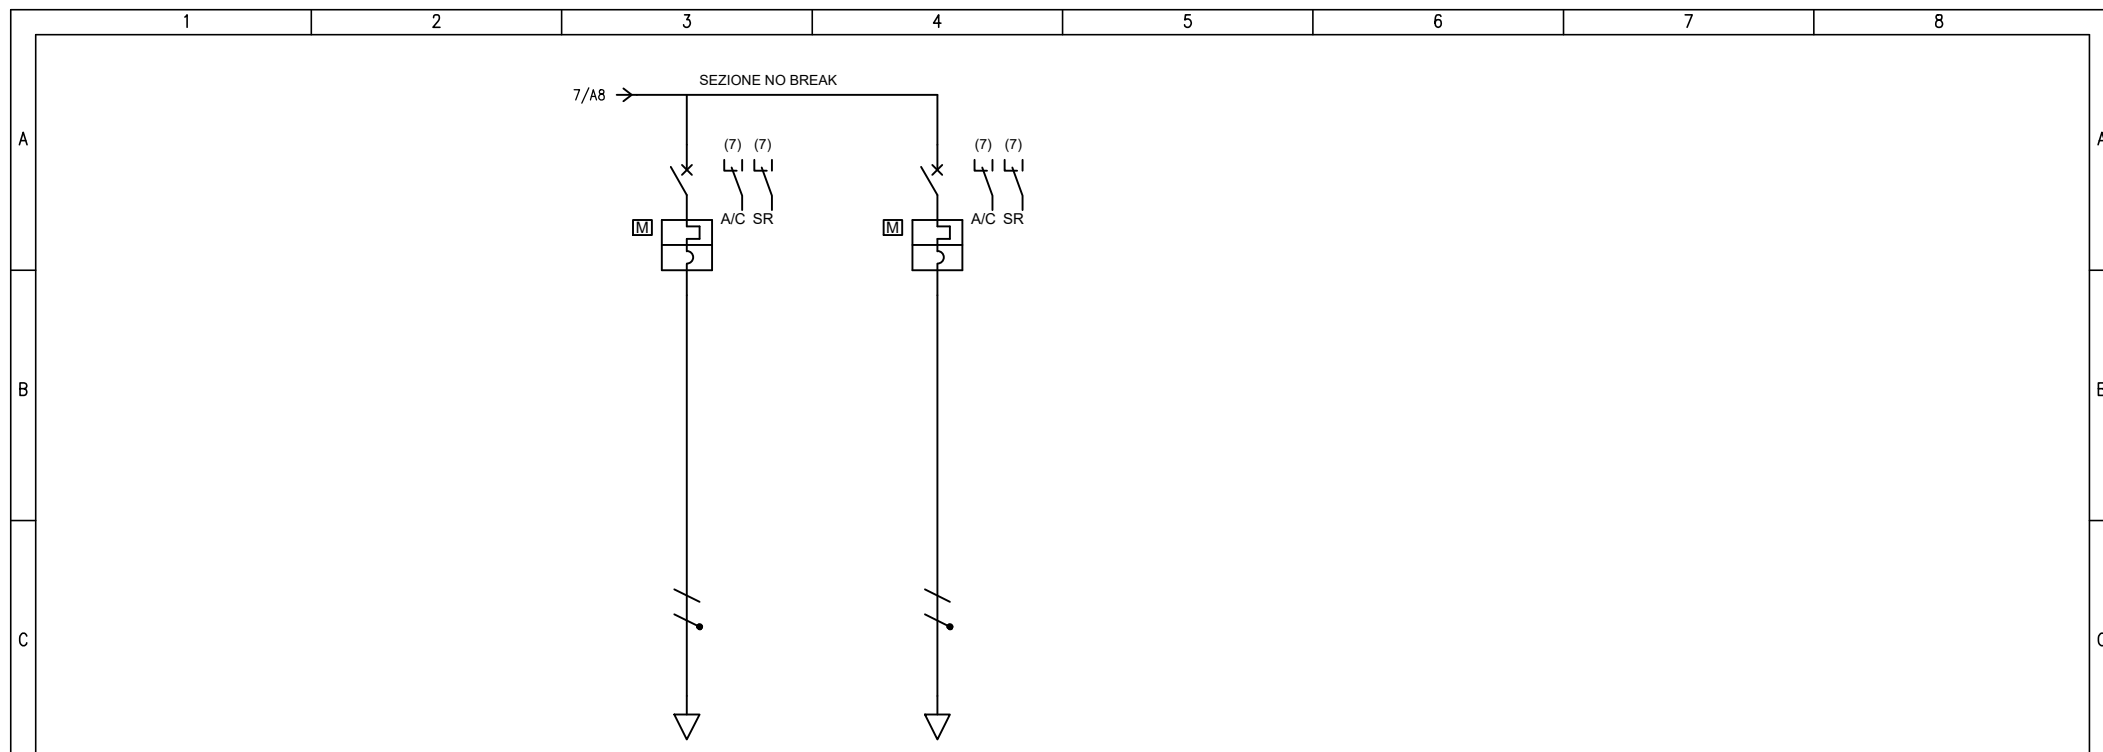 1 2 3 4 5 6 7 8
SEZIONE NO BREAK
7/A8
A A
(7) (7) (7) (7)
A/C SR A/C SR
M M
B B
C C